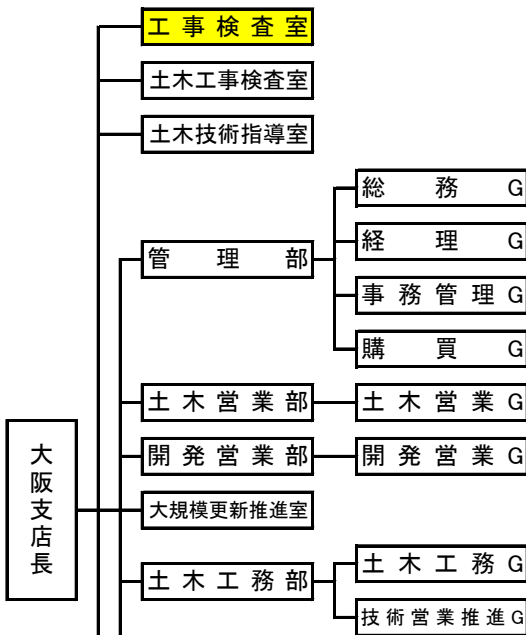 工事検査室
土木工事検査室
土木技術指導室
総務G
管理部
経理G
事務管理G
購買G
土木営業部
土木営業G
開発営業部
開発営業G
大阪支店長
大規模更新推進室
土木工務部
土木工務G
技術営業推進G